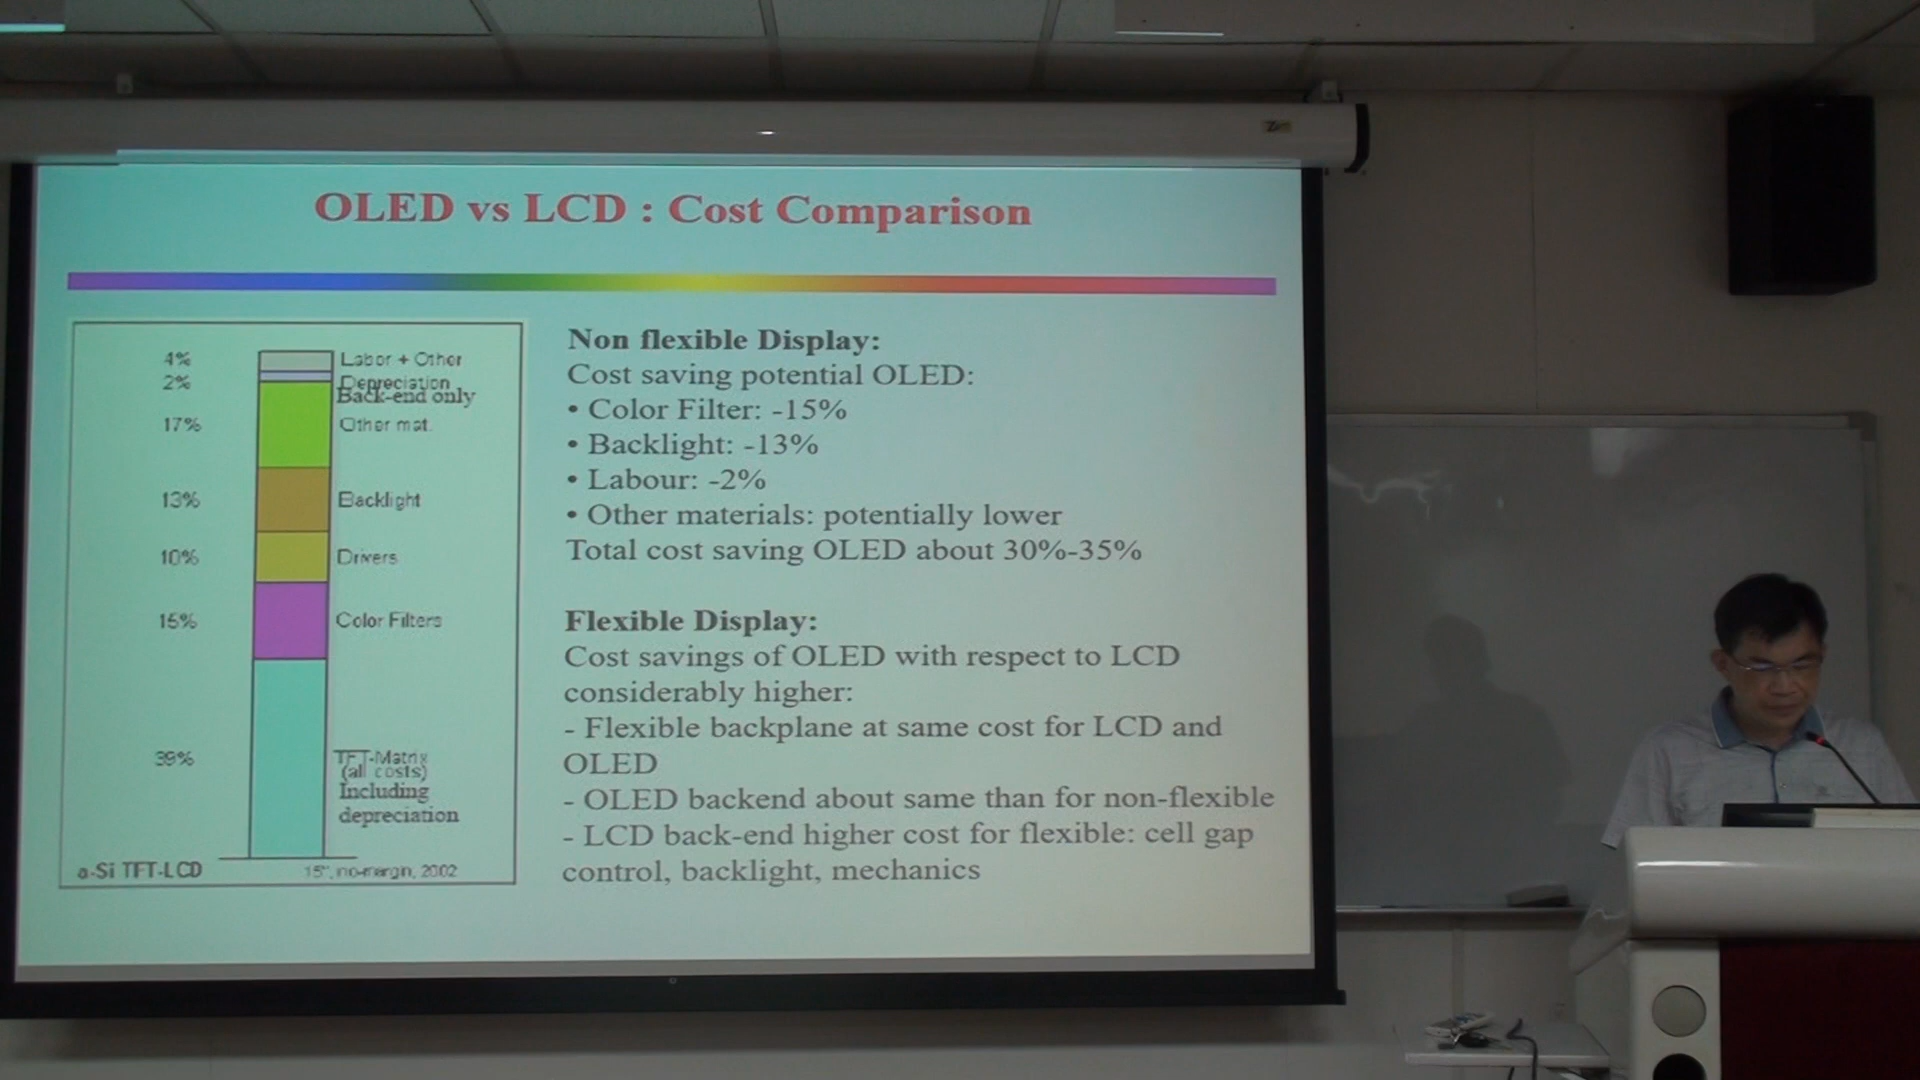 OLED vs LCD : Cost Comparison
4% Labor + Other
2% Depreciation
Back-end only
17% Other mat.
13% Backlight
10% Drivers
15% Color Filters
39% TFT-Matrix
(all costs)
Including
depreciation
a-Si TFT-LCD 15", no-margin, 2002
Non flexible Display:
Cost saving potential OLED:
• Color Filter: -15%
• Backlight: -13%
• Labour: -2%
• Other materials: potentially lower
Total cost saving OLED about 30%-35%
Flexible Display:
Cost savings of OLED with respect to LCD
considerably higher:
- Flexible backplane at same cost for LCD and
OLED
- OLED backend about same than for non-flexible
- LCD back-end higher cost for flexible: cell gap
control, backlight, mechanics